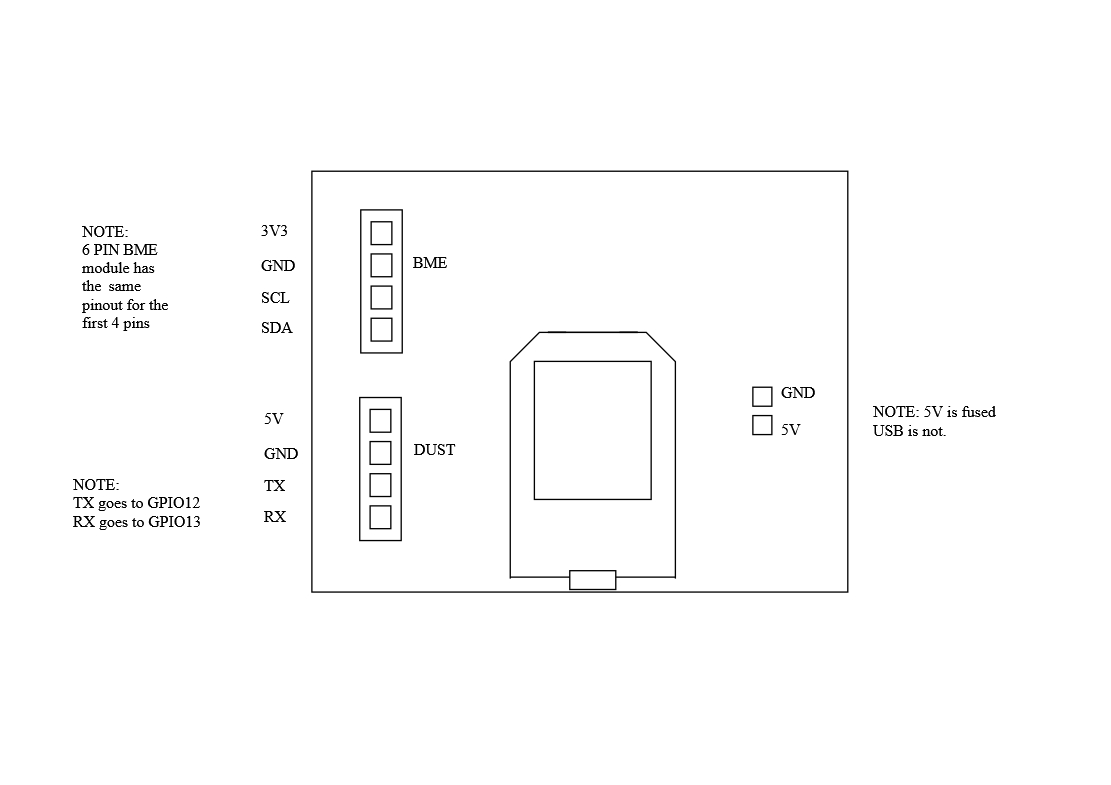 NOTE:
6 PIN BME
module has
the same
pinout for the
first 4 pins
3V3
GND
SCL
SDA
BME
5V
GND
TX
RX
DUST
NOTE:
TX goes to GPIO12
RX goes to GPIO13
GND
5V
NOTE: 5V is fused
USB is not.